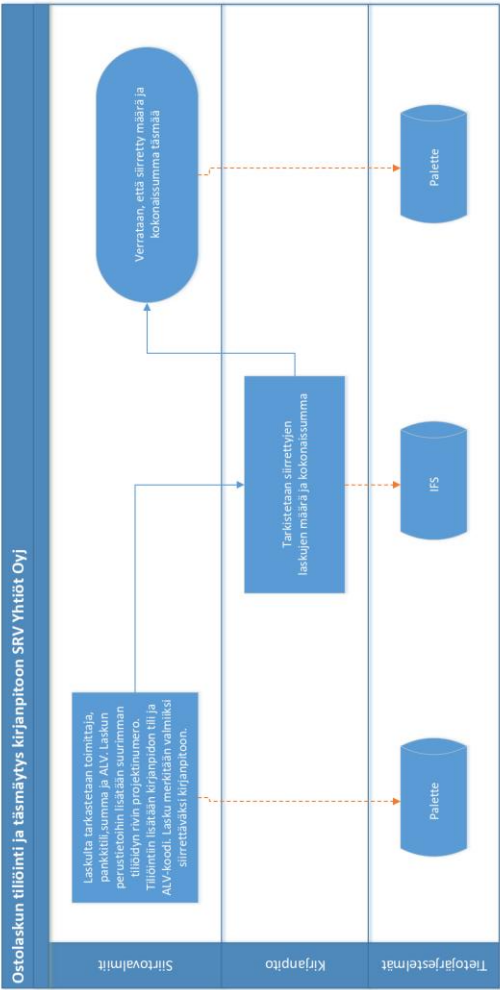 Ostolaskun tiliöinti ja täsmäytys kirjanpitoon SRV Yhtiöt Oyj
Siirtovalmiit
Laskulta tarkastetaan toimittaja,
pankkitili,summa ja ALV. Laskun
perustietoihin lisätään suurimman
tiliöidyn rivin projektinumero.
Tiliöintiin lisätään kirjanpidon tili ja
ALV-koodi. Lasku merkitään valmiiksi
siirrettäväksi kirjanpitoon.
Verrataan, että siirretty määrä ja
kokonaissumma täsmää
Kirjanpito
Tarkistetaan siirrettyjen
laskujen määrä ja kokonaissumma
Tietojärjestelmät
Palette
IFS
Palette